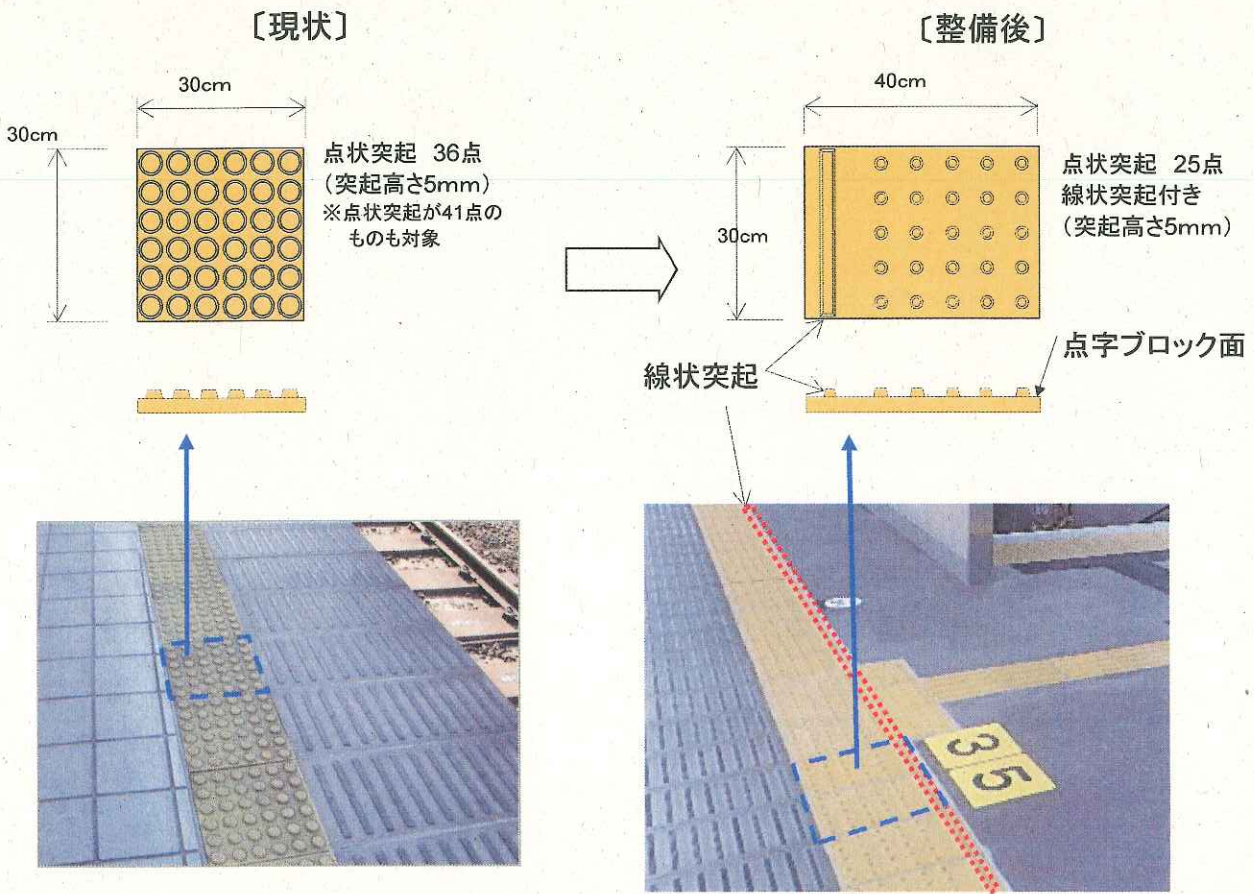 〔現状〕
30cm
30cm
点状突起 36点
(突起高さ5mm)
※点状突起が41点の
ものも対象
〔整備後〕
40cm
30cm
点状突起 25点
線状突起付き
(突起高さ5mm)
線状突起
点字ブロック面
35